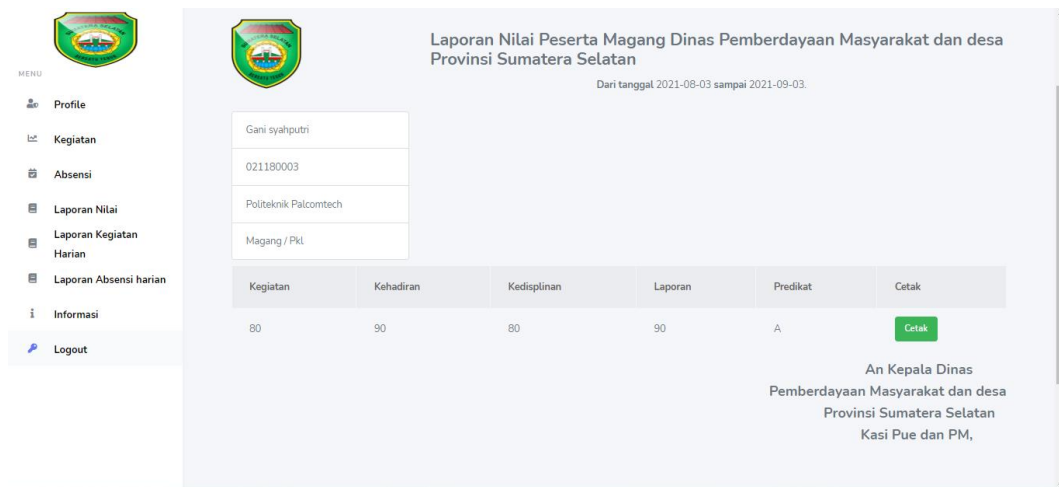 MENU
Profile
Kegiatan
Absensi
Laporan Nilai
Laporan Kegiatan
Harian
Laporan Absensi harian
Informasi
Logout
Laporan Nilai Peserta Magang Dinas Pemberdayaan Masyarakat dan desa
Provinsi Sumatera Selatan
Dari tanggal 2021-08-03 sampai 2021-09-03.
Gani syahputri
021180003
Politeknik Palcomtech
Magang / Pkl
Kegiatan Kehadiran Kedisplinan Laporan Predikat Cetak
80 90 80 90 A Cetak
An Kepala Dinas
Pemberdayaan Masyarakat dan desa
Provinsi Sumatera Selatan
Kasi Pue dan PM,